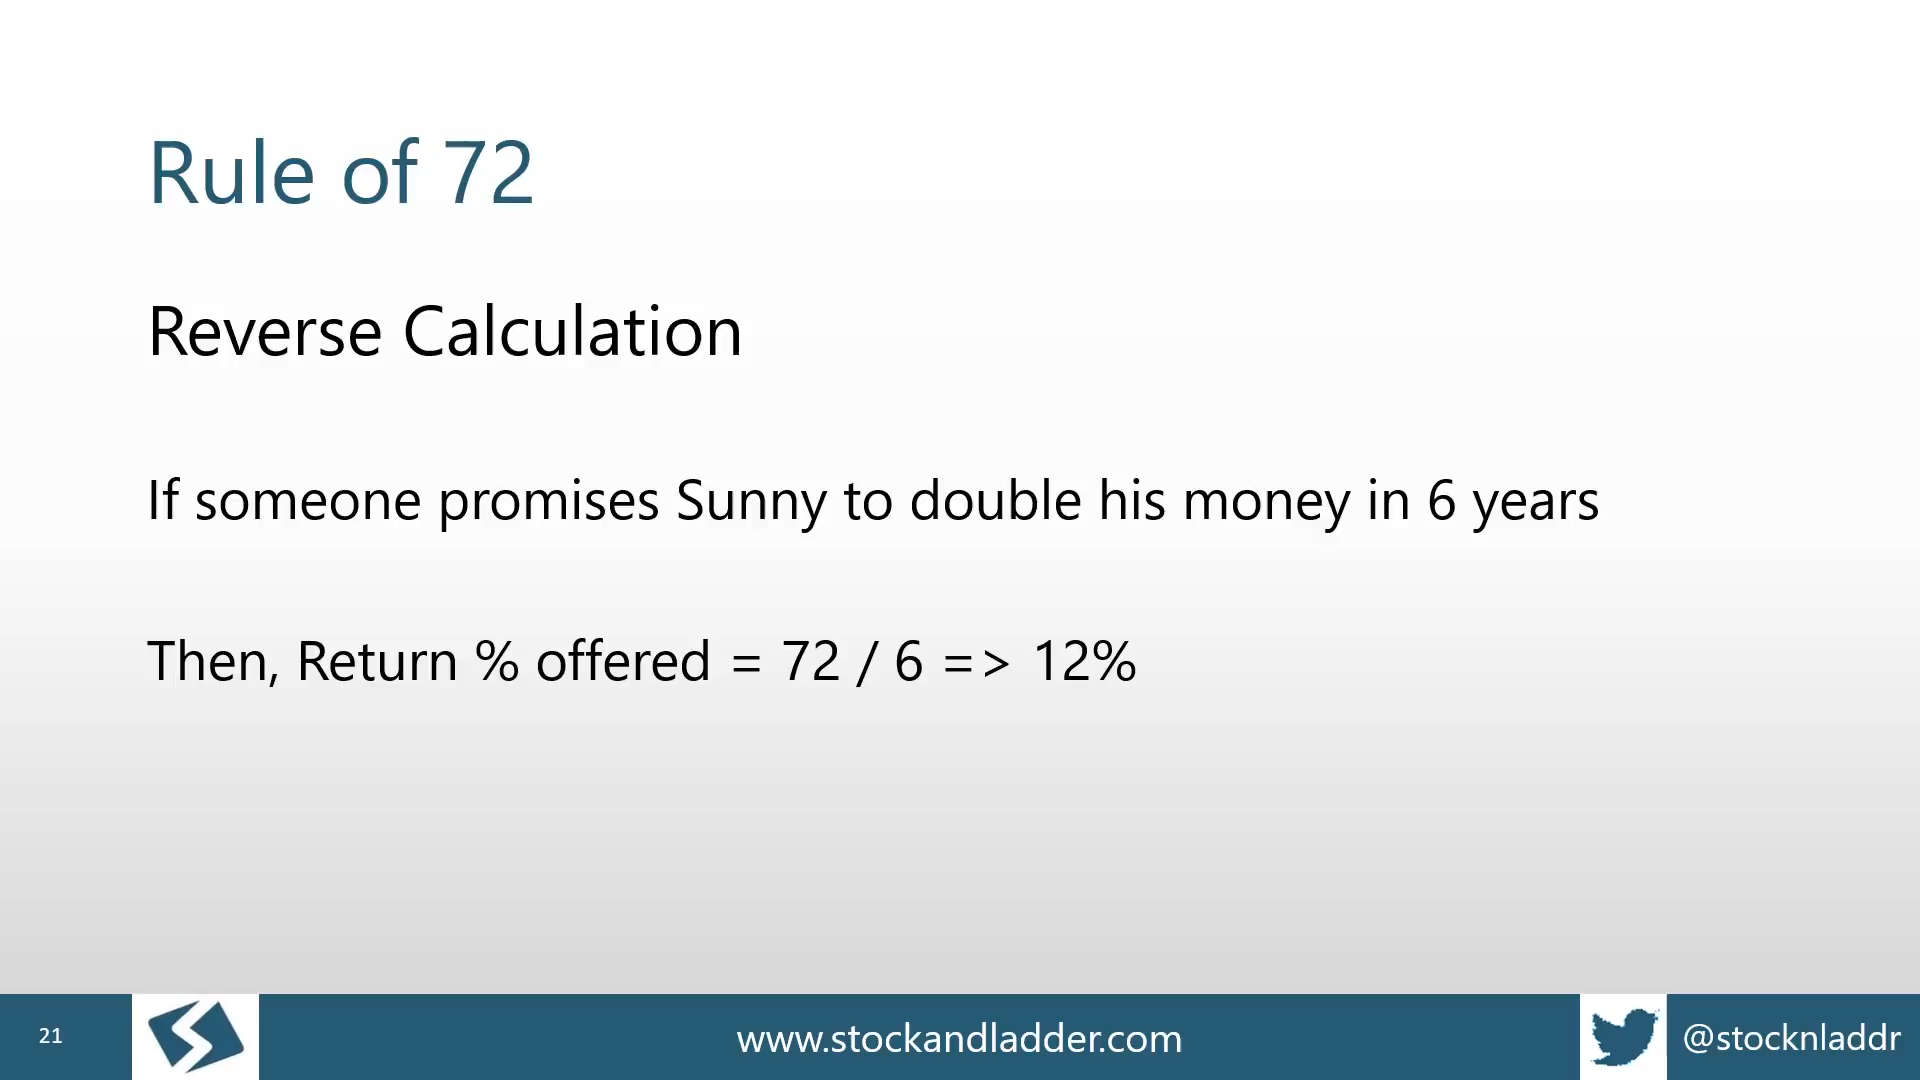 Rule of 72
Reverse Calculation
If someone promises Sunny to double his money in 6 years
Then, Return % offered = 72 / 6 => 12%
21
www.stockandladder.com
@stocknladdr